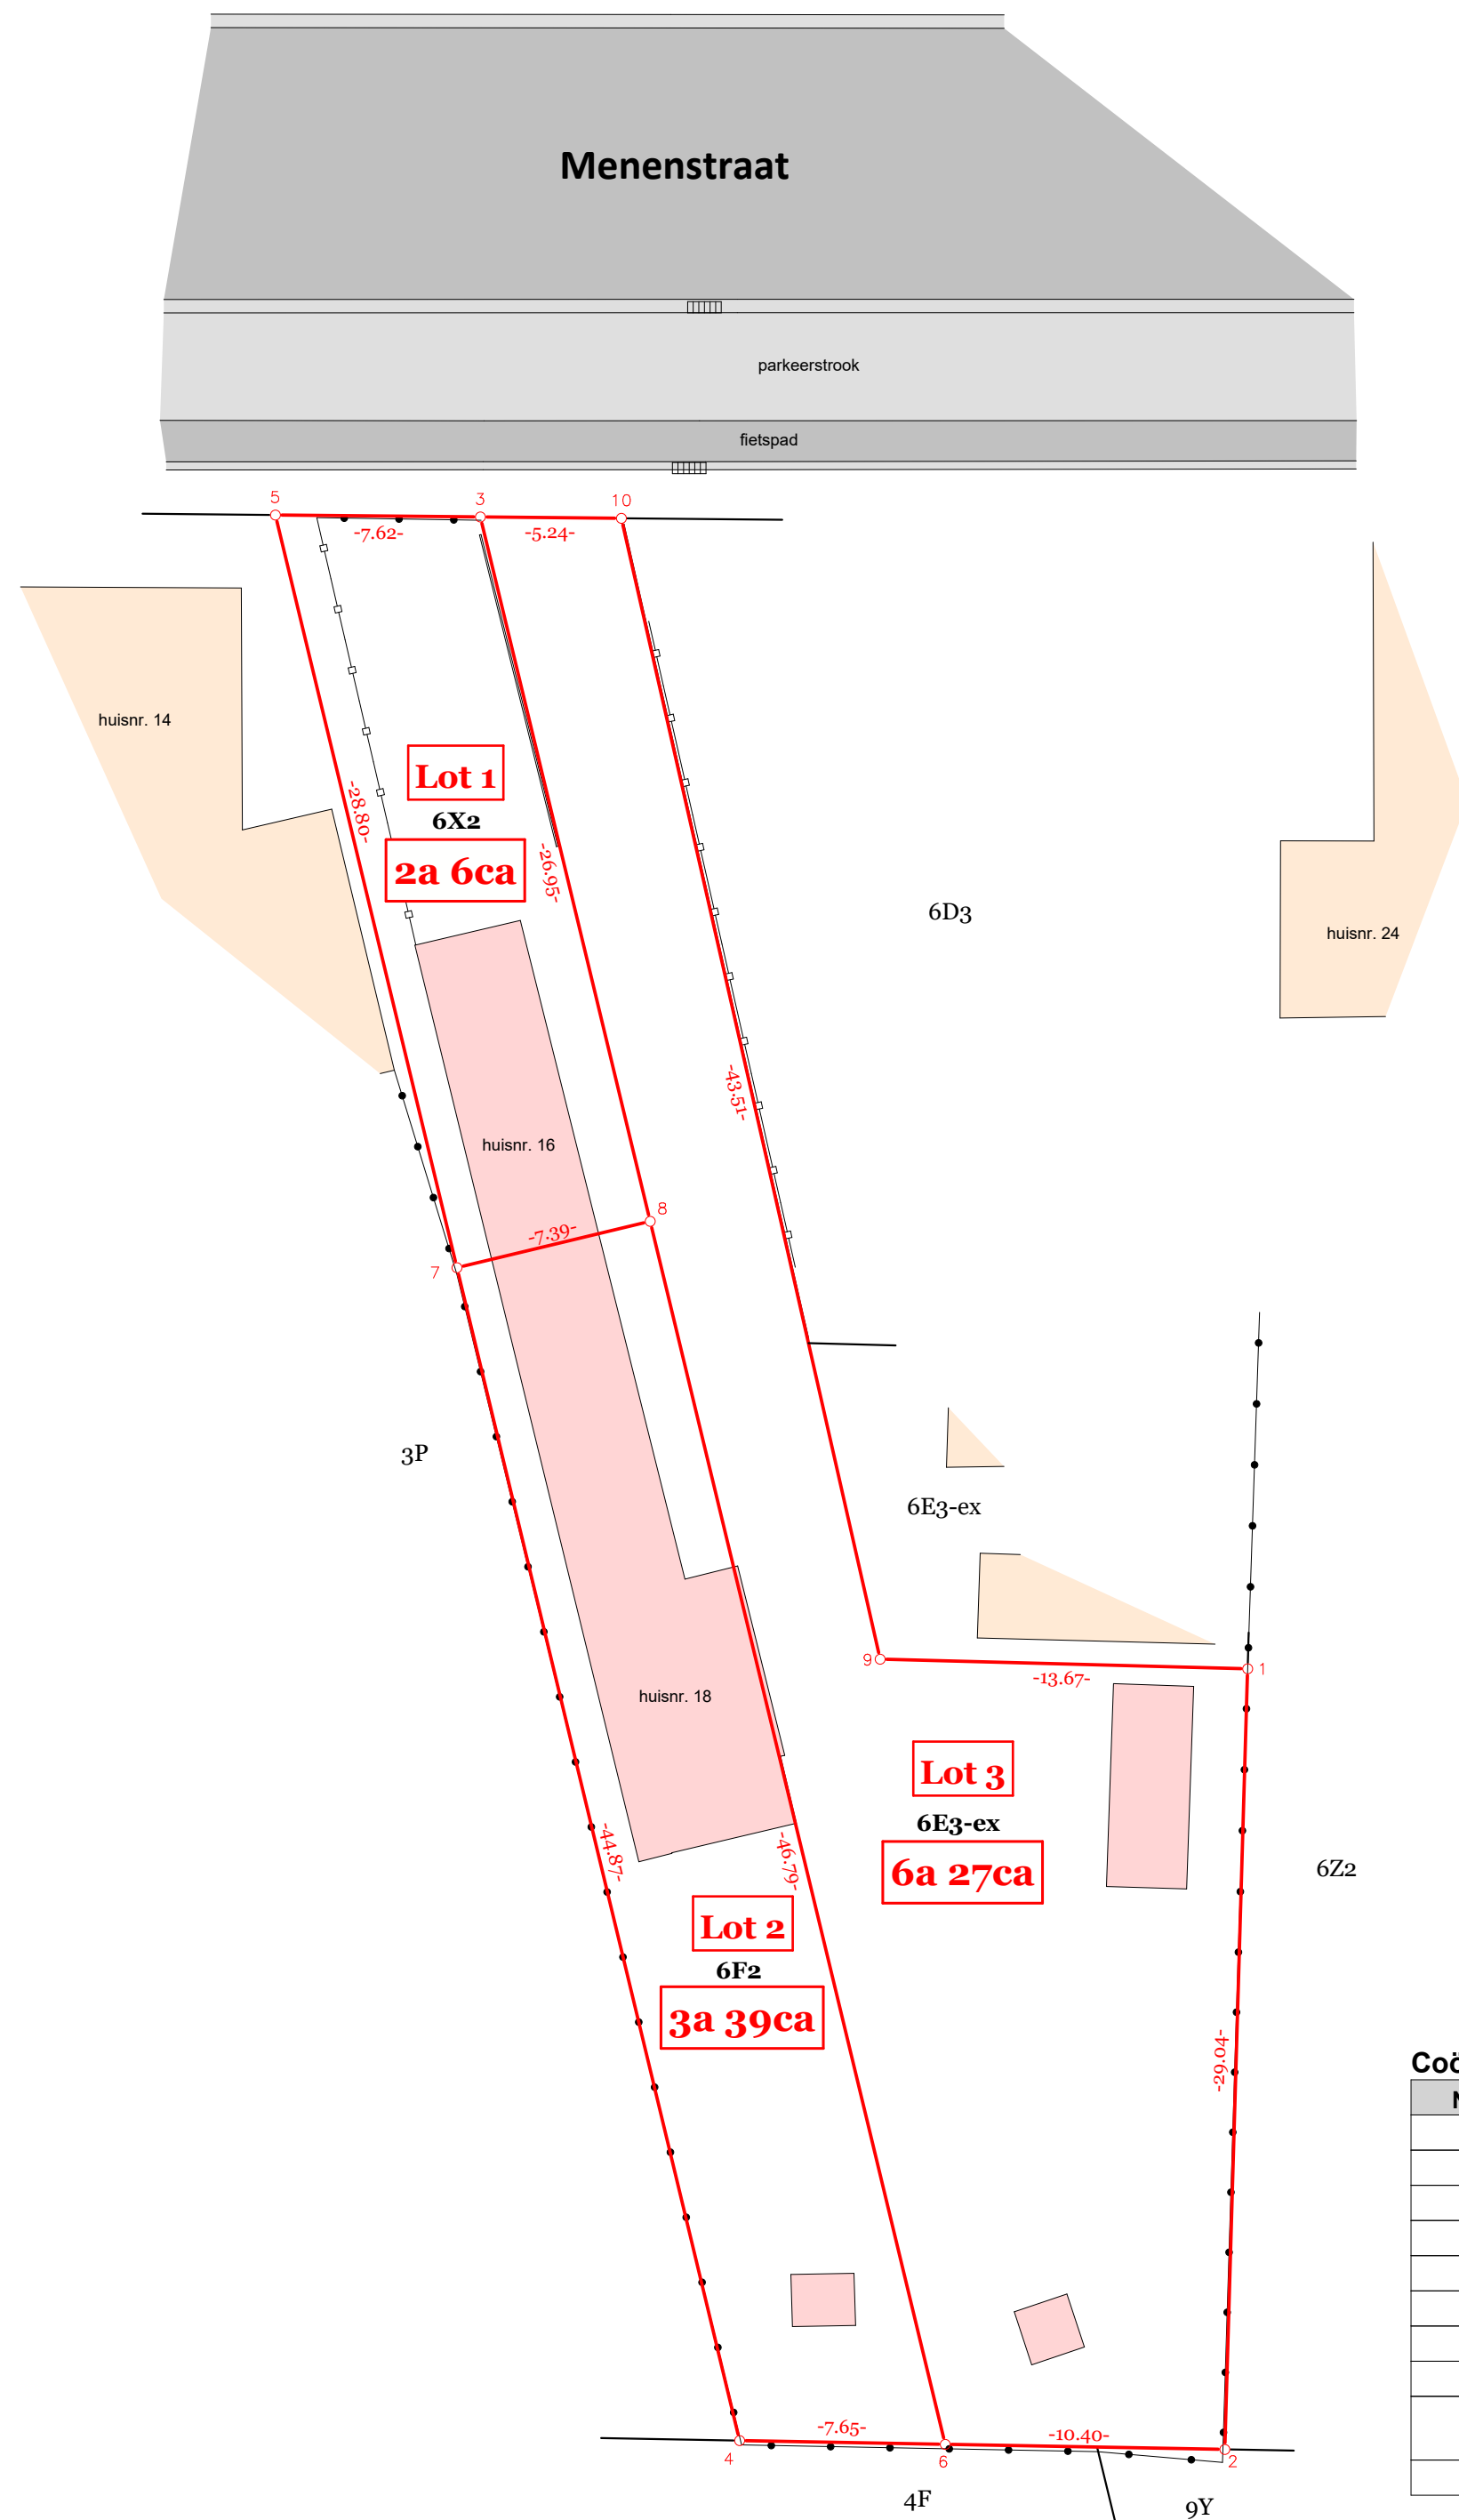 Menenstraat
parkeerstrook
fietspad
5
3
10
-7.62-
-5.24-
huisnr. 14
Lot 1
-28.80-
6X2
2a 6ca
-26.95-
6D3
huisnr. 24
-43.51-
huisnr. 16
8
-7.39-
7
3P
6E3-ex
9
1
-13.67-
huisnr. 18
Lot 3
6E3-ex
6a 27ca
-44.87-
-46.79-
6Z2
Lot 2
6F2
3a 39ca
-29.04-
-7.65-
-10.40-
4
6
2
4F
9Y